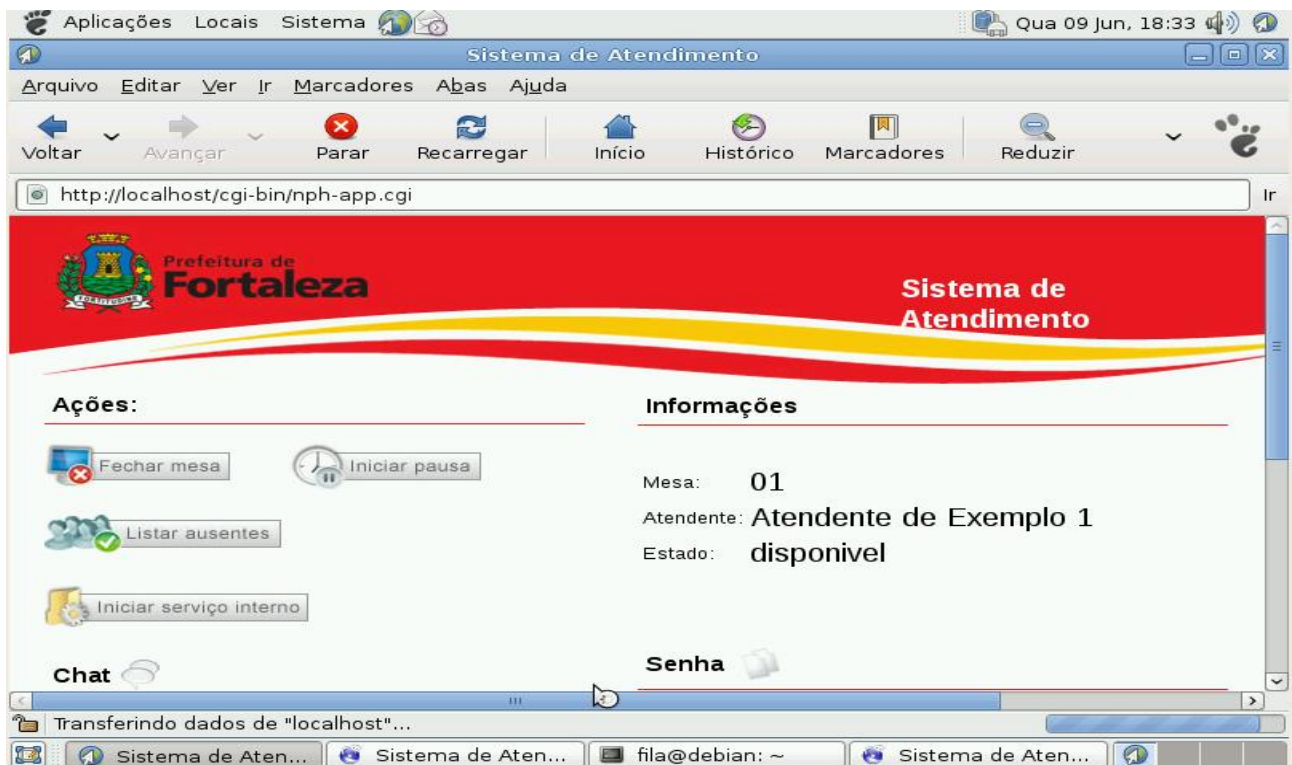 Aplicações Locais Sistema Qua 09 Jun, 18:33
Sistema de Atendimento
Arquivo Editar Ver Ir Marcadores Abas Ajuda
Voltar Avançar Parar Recarregar Início Histórico Marcadores Reduzir
http://localhost/cgi-bin/nph-app.cgi Ir
Prefeitura de
Fortaleza
FORTITUDINE
Sistema de
Atendimento
Ações:
Fechar mesa Iniciar pausa
Listar ausentes
Iniciar serviço interno
Chat
Informações
Mesa: 01
Atendente: Atendente de Exemplo 1
Estado: disponivel
Senha
Transferindo dados de "localhost"...
Sistema de Aten... Sistema de Aten... fila@debian: ~ Sistema de Aten...